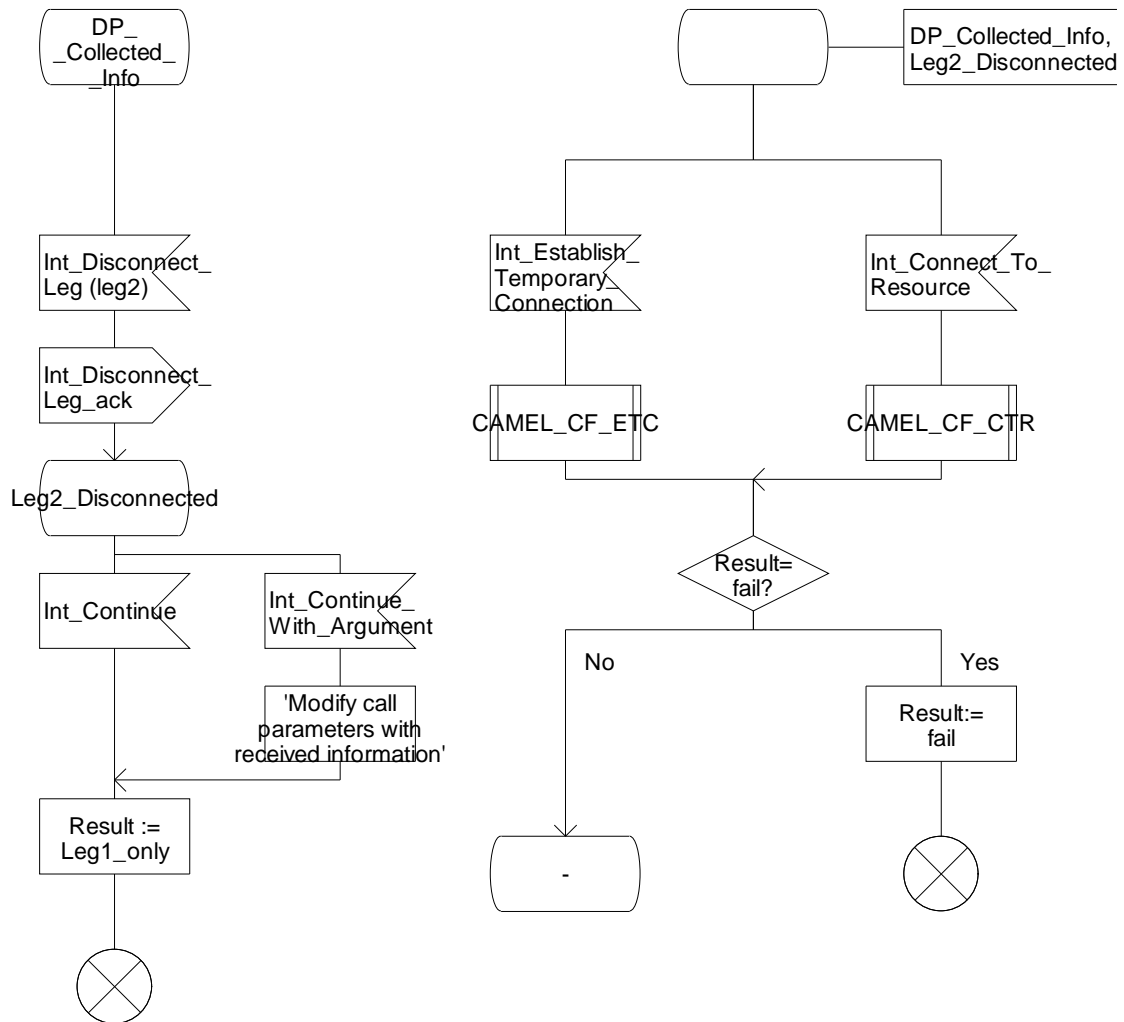 DP_
_Collected_
_Info
DP_Collected_Info,
Leg2_Disconnected
Int_Disconnect_
Leg (leg2)
Int_Establish_
Temporary_
Connection
Int_Connect_To_
Resource
Int_Disconnect_
Leg_ack
CAMEL_CF_ETC
CAMEL_CF_CTR
Leg2_Disconnected
Result=
fail?
Int_Continue
Int_Continue_
With_Argument
No
Yes
'Modify call
parameters with
received information'
Result:=
fail
Result :=
Leg1_only
-